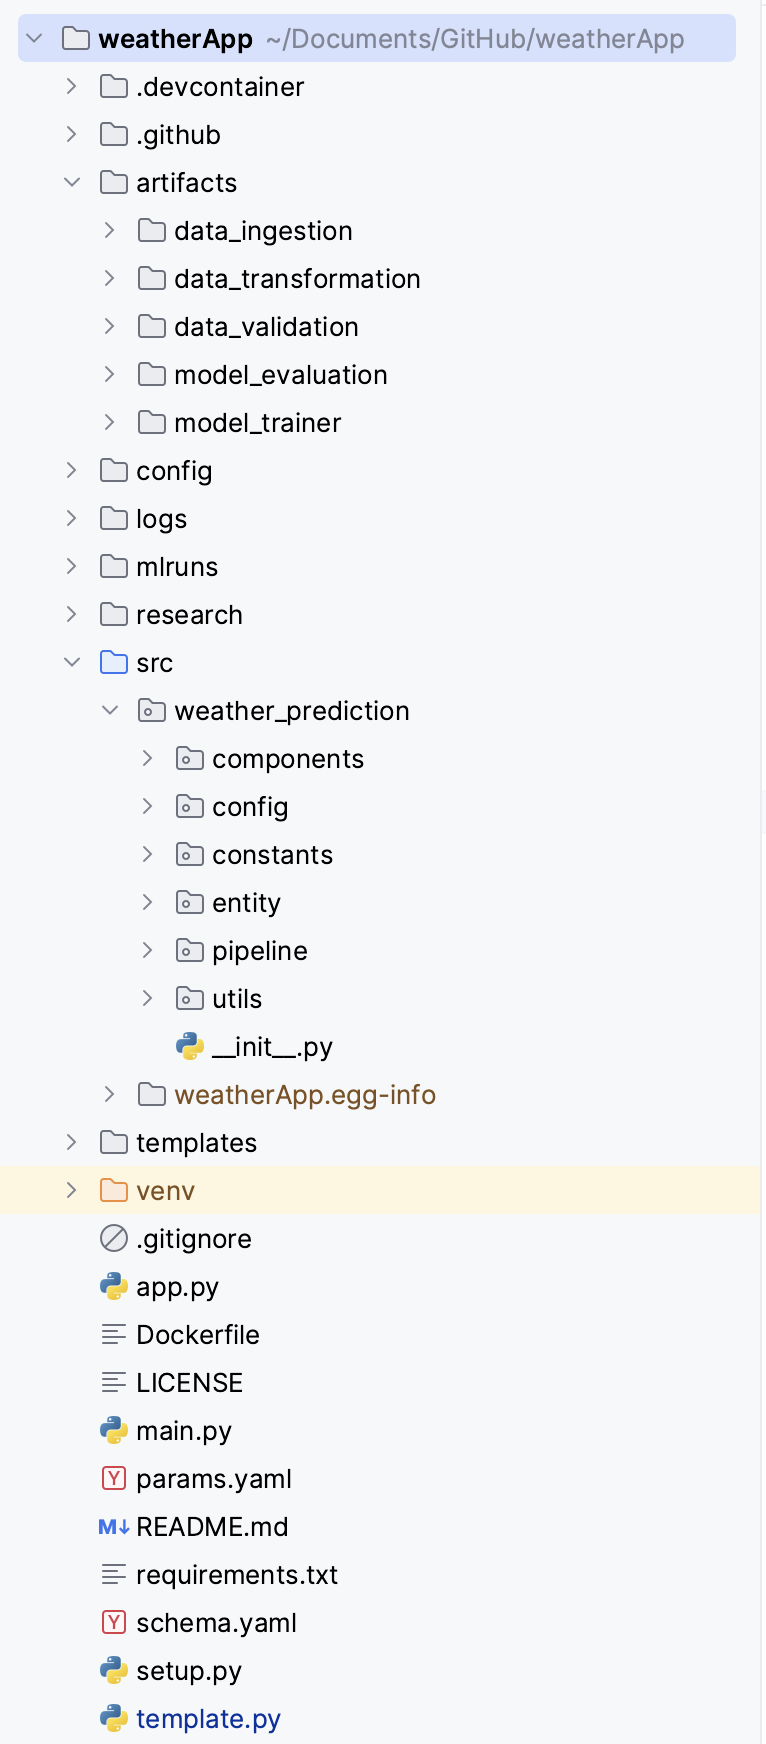 weatherApp ~/Documents/GitHub/weatherApp
.devcontainer
.github
artifacts
data_ingestion
data_transformation
data_validation
model_evaluation
model_trainer
config
logs
mlruns
research
src
weather_prediction
components
config
constants
entity
pipeline
utils
__init__.py
weatherApp.egg-info
templates
venv
.gitignore
app.py
Dockerfile
LICENSE
main.py
Y params.yaml
M↓ README.md
requirements.txt
Y schema.yaml
setup.py
template.py